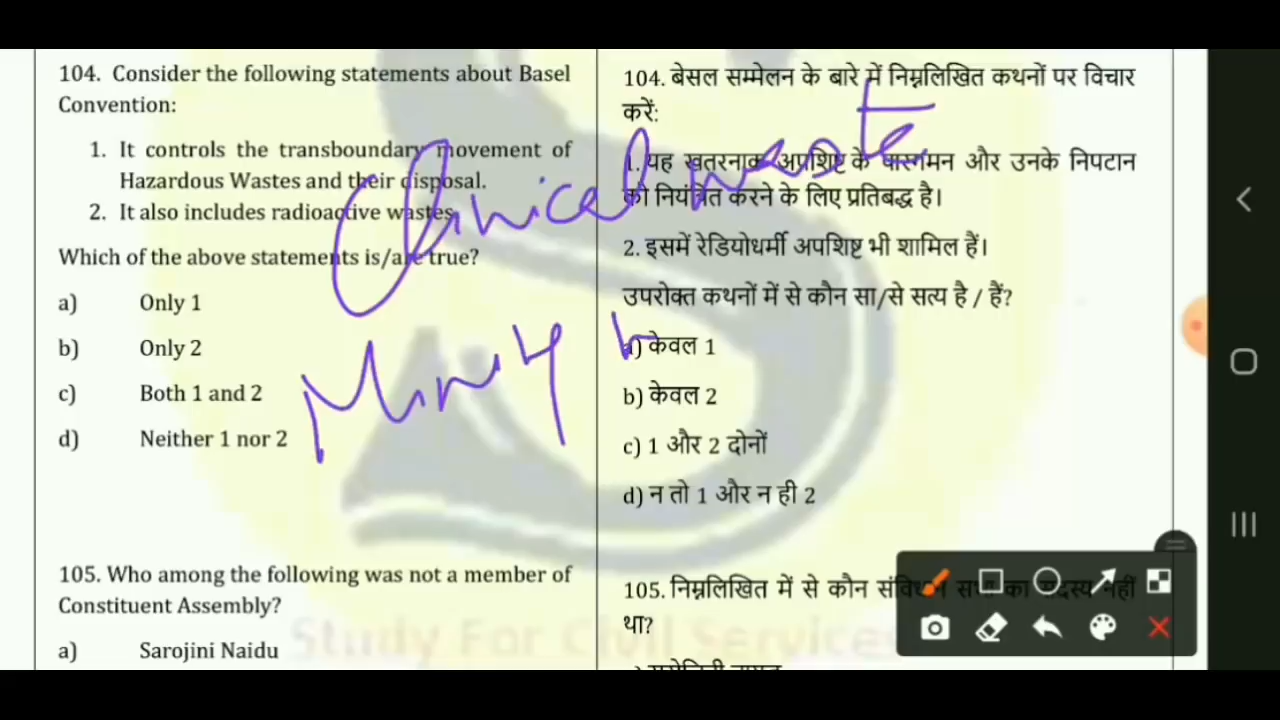 104. Consider the following statements about Basel
Convention:
1. It controls the transboundary movement of
Hazardous Wastes and their disposal.
2. It also includes radioactive wastes.
Which of the above statements is/are true?
a) Only 1
b) Only 2
c) Both 1 and 2
d) Neither 1 nor 2
105. Who among the following was not a member of
Constituent Assembly?
a) Sarojini Naidu
104. बेसल सम्मेलन के बारे में निम्नलिखित कथनों पर विचार
करें:
1. यह खतरनाक अपशिष्ट के पारगमन और उनके निपटान
को नियंत्रित करने के लिए प्रतिबद्ध है।
2. इसमें रेडियोधर्मी अपशिष्ट भी शामिल हैं।
उपरोक्त कथनों में से कौन सा/से सत्य है / हैं?
a) केवल 1
b) केवल 2
c) 1 और 2 दोनों
d) न तो 1 और न ही 2
105. निम्नलिखित में से कौन संविधान सभा का सदस्य नहीं
था?
Clinical waste
Study For Civil Services